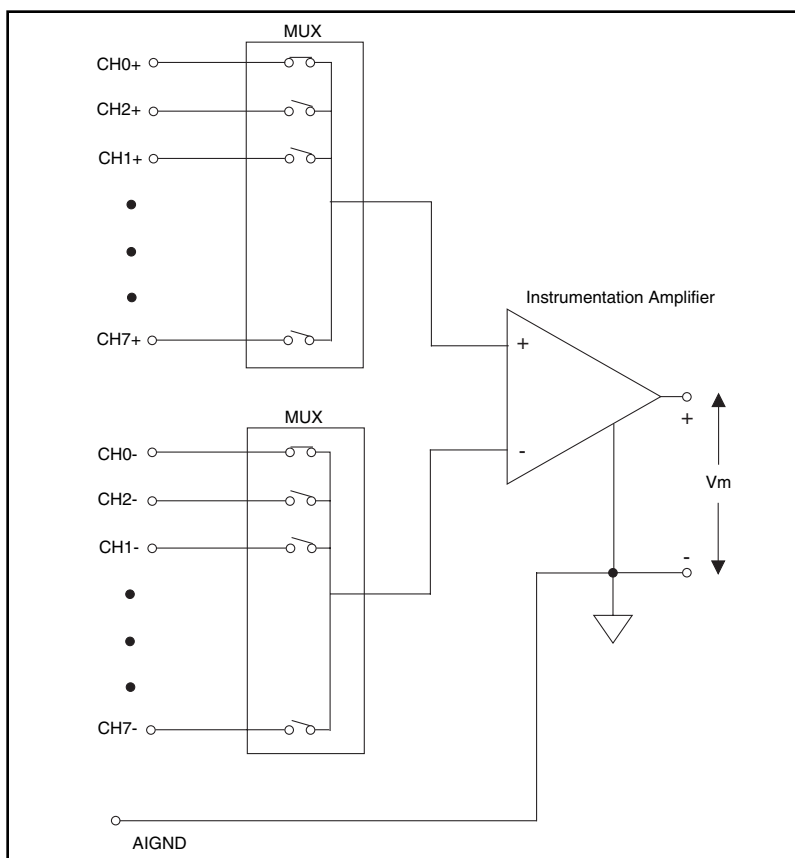 MUX
CH0+
CH2+
CH1+
CH7+
Instrumentation Amplifier
+
-
+
Vm
-
MUX
CH0-
CH2-
CH1-
CH7-
AIGND